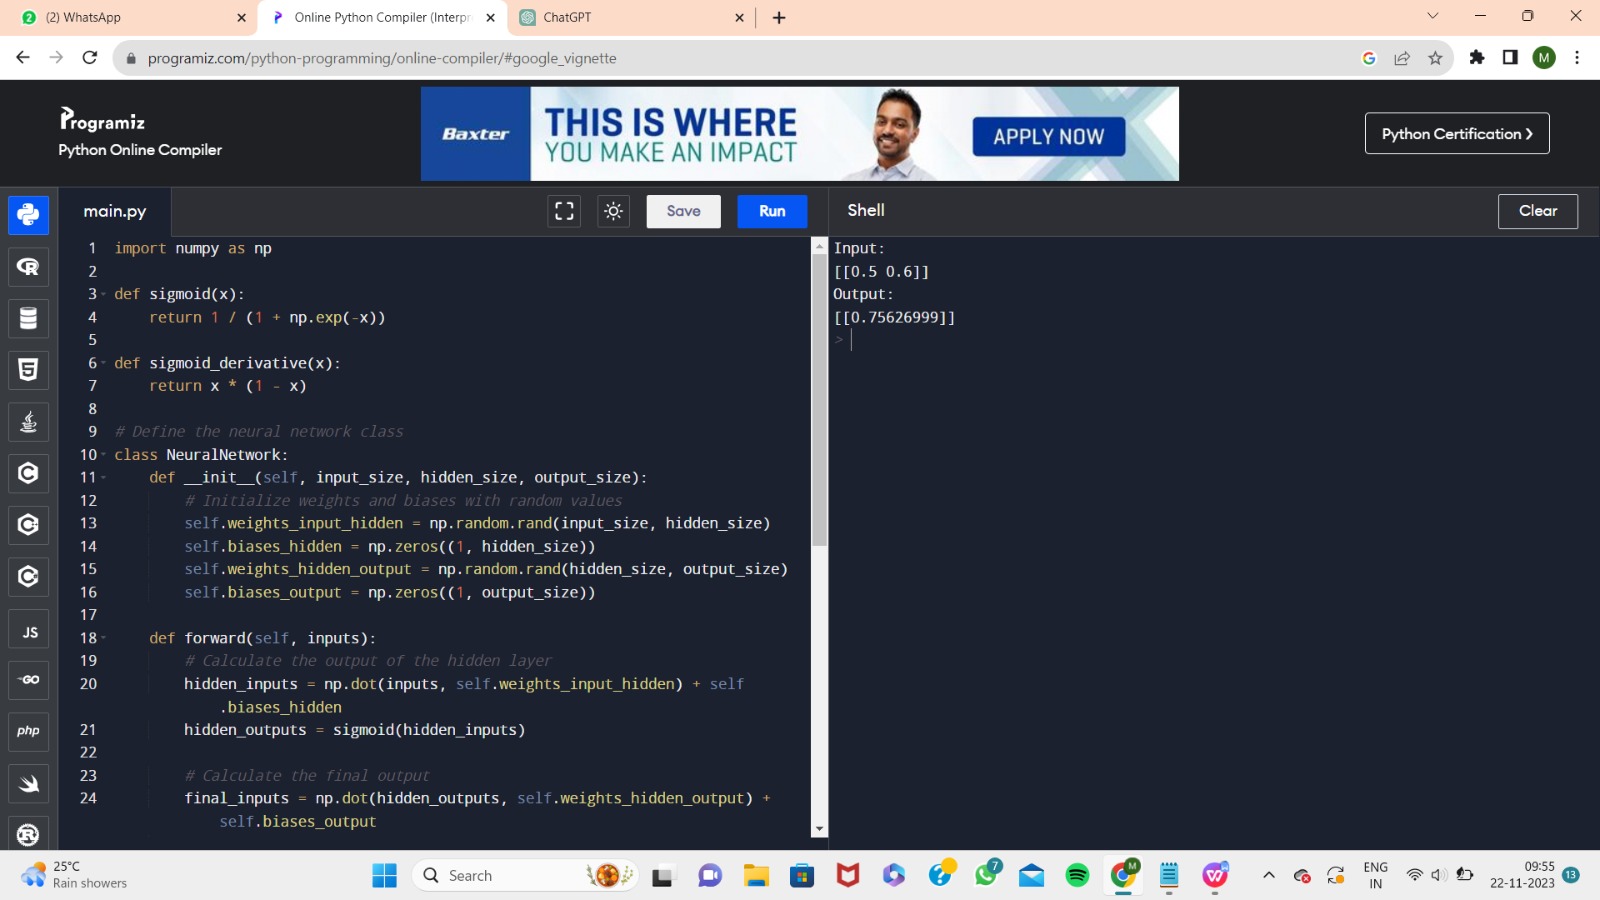 (2) WhatsApp
Online Python Compiler (Interpr
ChatGPT
programiz.com/python-programming/online-compiler/#google_vignette
M
Programiz
Python Online Compiler
Baxter
THIS IS WHERE
YOU MAKE AN IMPACT
APPLY NOW
Python Certification >
main.py
Save
Run
Shell
Clear
1 import numpy as np
2
3 def sigmoid(x):
4 return 1 / (1 + np.exp(-x))
5
6 def sigmoid_derivative(x):
7 return x * (1 - x)
8
9 # Define the neural network class
10 class NeuralNetwork:
11 def __init__(self, input_size, hidden_size, output_size):
12 # Initialize weights and biases with random values
13 self.weights_input_hidden = np.random.rand(input_size, hidden_size)
14 self.biases_hidden = np.zeros((1, hidden_size))
15 self.weights_hidden_output = np.random.rand(hidden_size, output_size)
16 self.biases_output = np.zeros((1, output_size))
17
18 def forward(self, inputs):
19 # Calculate the output of the hidden layer
20 hidden_inputs = np.dot(inputs, self.weights_input_hidden) + self
.biases_hidden
21 hidden_outputs = sigmoid(hidden_inputs)
22
23 # Calculate the final output
24 final_inputs = np.dot(hidden_outputs, self.weights_hidden_output) +
self.biases_output
Input:
[[0.5 0.6]]
Output:
[[0.75626999]]
>
R
5
C
C
C
JS
GO
php
R
25°C
Rain showers
Search
7
M
ENG
IN
09:55
22-11-2023
13